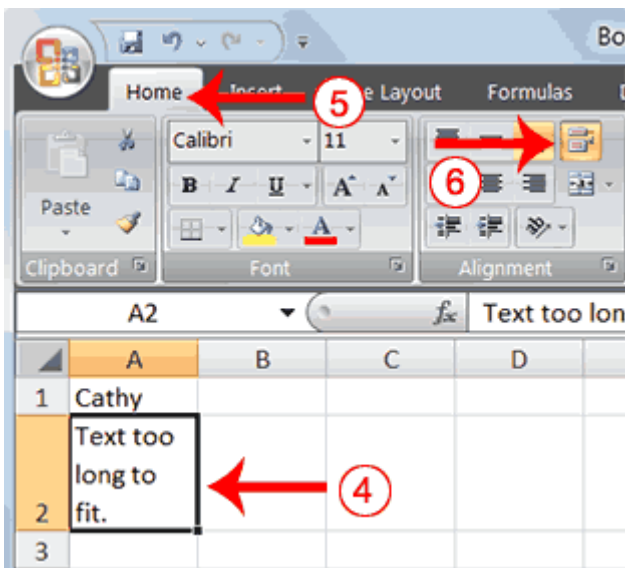 Bo
Home Insert e Layout Formulas
5
Calibri 11
6
B I U A A
Paste
A
Clipboard Font Alignment
A2 fx Text too lon
A B C D
1 Cathy
Text too
long to
2 fit.
4
3